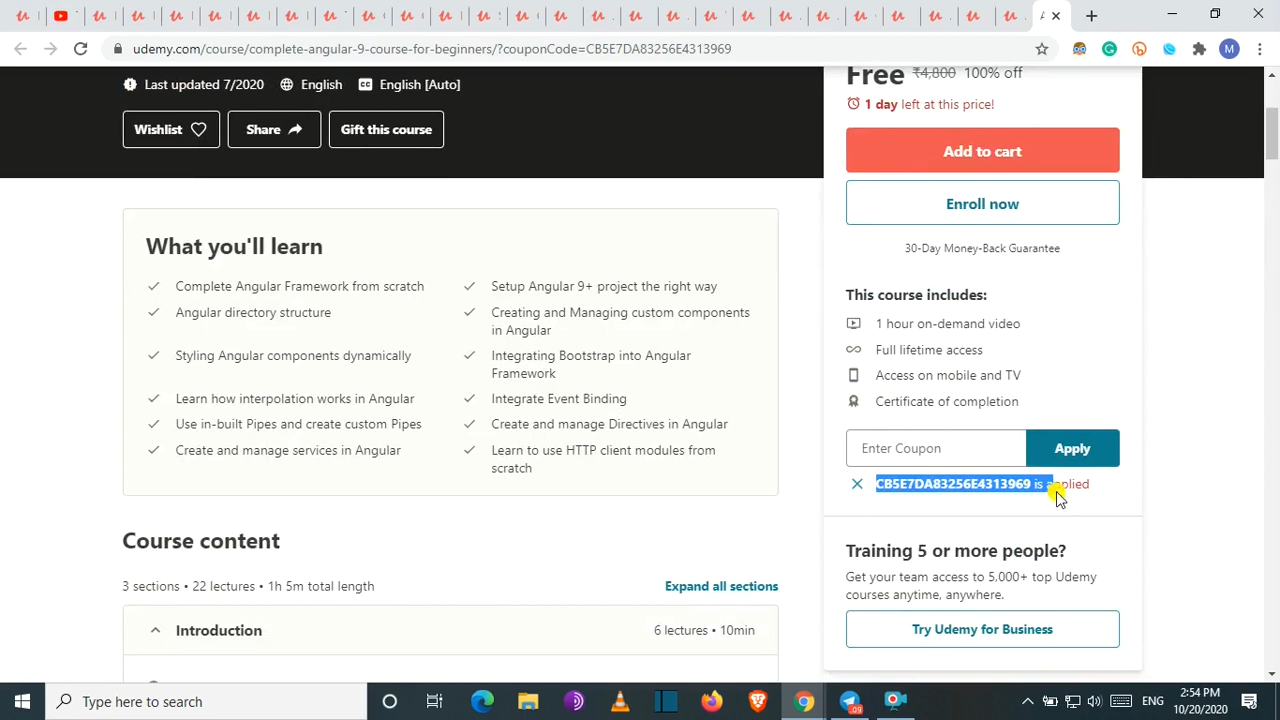 udemy.com/course/complete-angular-9-course-for-beginners/?couponCode=CB5E7DA83256E4313969
M
Last updated 7/2020 English English [Auto]
Wishlist Share Gift this course
Free ₹4,800 100% off
1 day left at this price!
Add to cart
Enroll now
30-Day Money-Back Guarantee
This course includes:
1 hour on-demand video
Full lifetime access
Access on mobile and TV
Certificate of completion
Enter Coupon Apply
CB5E7DA83256E4313969 is applied
Training 5 or more people?
Get your team access to 5,000+ top Udemy
courses anytime, anywhere.
Try Udemy for Business
What you'll learn
Complete Angular Framework from scratch
Setup Angular 9+ project the right way
Angular directory structure
Creating and Managing custom components
in Angular
Styling Angular components dynamically
Integrating Bootstrap into Angular
Framework
Learn how interpolation works in Angular
Integrate Event Binding
Use in-built Pipes and create custom Pipes
Create and manage Directives in Angular
Create and manage services in Angular
Learn to use HTTP client modules from
scratch
Course content
3 sections • 22 lectures • 1h 5m total length
Expand all sections
Introduction 6 lectures • 10min
Type here to search
ENG
2:54 PM
10/20/2020